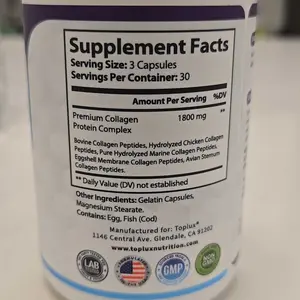 Supplement Facts
Serving Size: 3 Capsules
Servings Per Container: 30
Amount Per Serving %DV
Premium Collagen 1800 mg **
Protein Complex
Bovine Collagen Peptides, Hydrolyzed Chicken Collagen
Peptides, Pure Hydrolyzed Marine Collagen Peptides,
Eggshell Membrane Collagen Peptides, Avian Sternum
Collagen Peptides.
** Daily Value (DV) not established
Other Ingredients: Gelatin Capsules,
Magnesium Stearate.
Contains: Egg, Fish (Cod)
Manufactured for: Toplux®
1146 Central Ave. Glendale, CA 91202
www.topluxnutrition.com
LAB
GMP